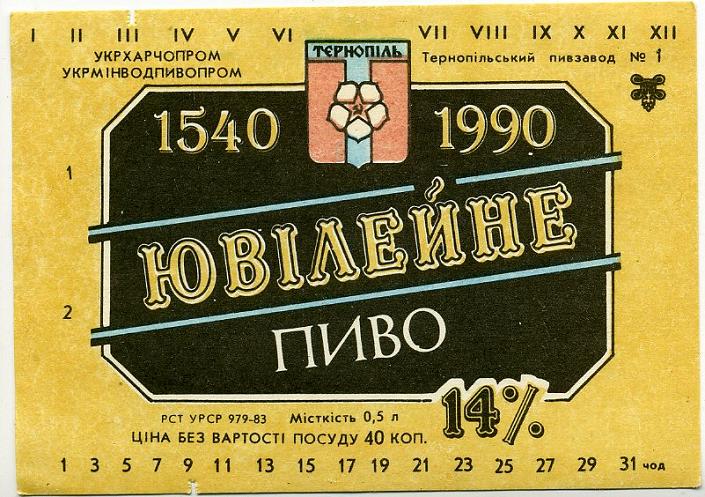 I II III IV V VI VII VIII IX X XI XII
УКРХАРЧОПРОМ
УКРМІНВОДПИВОПРОМ
ТЕРНОПІЛЬ
Тернопільський пивзавод № 1
1540 1990
1
ЮВІЛЕЙНЕ
2
ПИВО
14%
РСТ УРСР 979-83 Місткість 0,5 л
ЦІНА БЕЗ ВАРТОСТІ ПОСУДУ 40 КОП.
1 3 5 7 9 11 13 15 17 19 21 23 25 27 29 31 чод